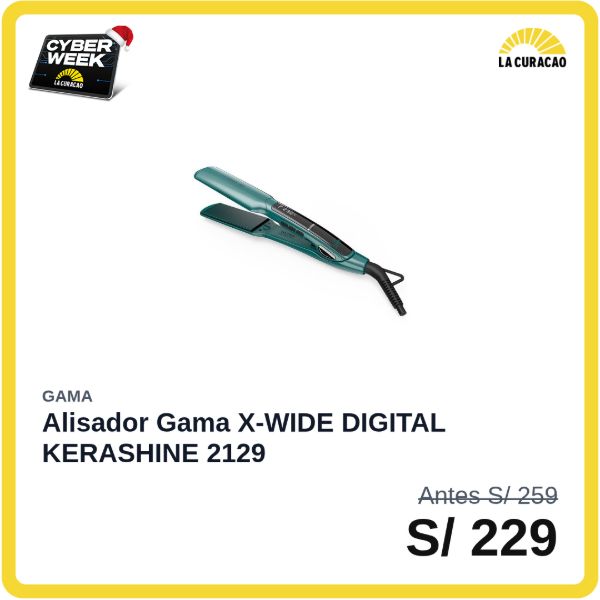 CYBER
WEEK
LA CURACAO
LA CURACAO
GAMA
Alisador Gama X-WIDE DIGITAL
KERASHINE 2129
Antes S/ 259
S/ 229